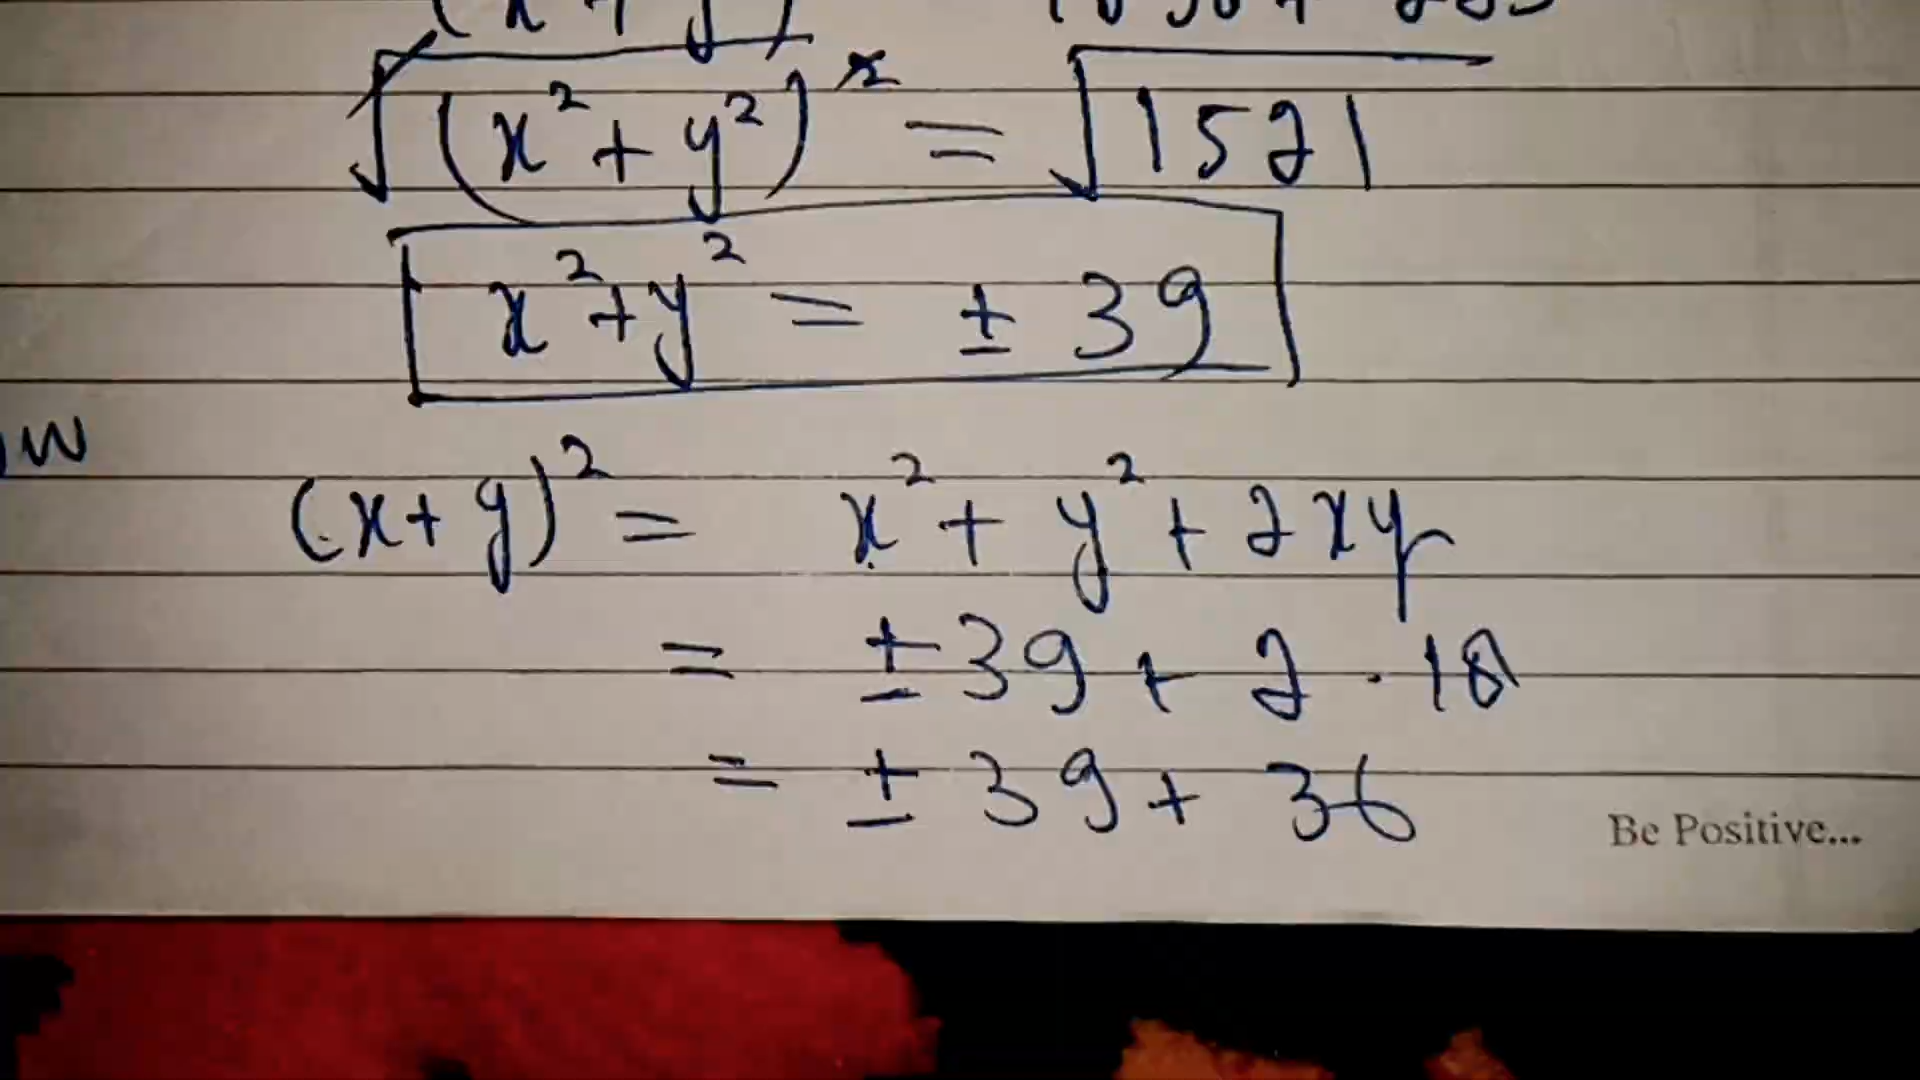 √(x²+y²)² = √1521
x²+y² = ± 39
(x+y)² = x² + y² + 2xy
= ± 39 + 2 · 18
= ± 39 + 36
Be Positive...